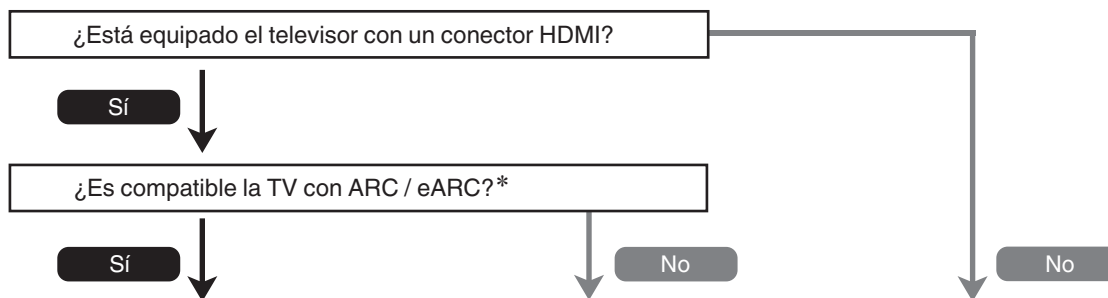 ¿Está equipado el televisor con un conector HDMI?
Sí
¿Es compatible la TV con ARC / eARC?*
Sí
No
No